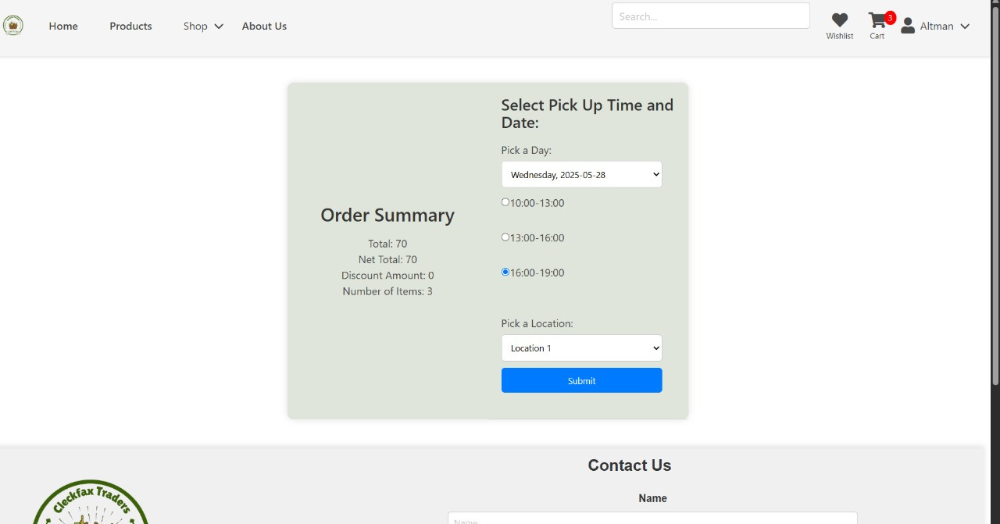 Home
Products
Shop
About Us
Search...
Wishlist
3
Cart
Altman
Order Summary
Total: 70
Net Total: 70
Discount Amount: 0
Number of Items: 3
Select Pick Up Time and
Date:
Pick a Day:
Wednesday, 2025-05-28
10:00-13:00
13:00-16:00
16:00-19:00
Pick a Location:
Location 1
Submit
Cleckfax Traders
Contact Us
Name
Name